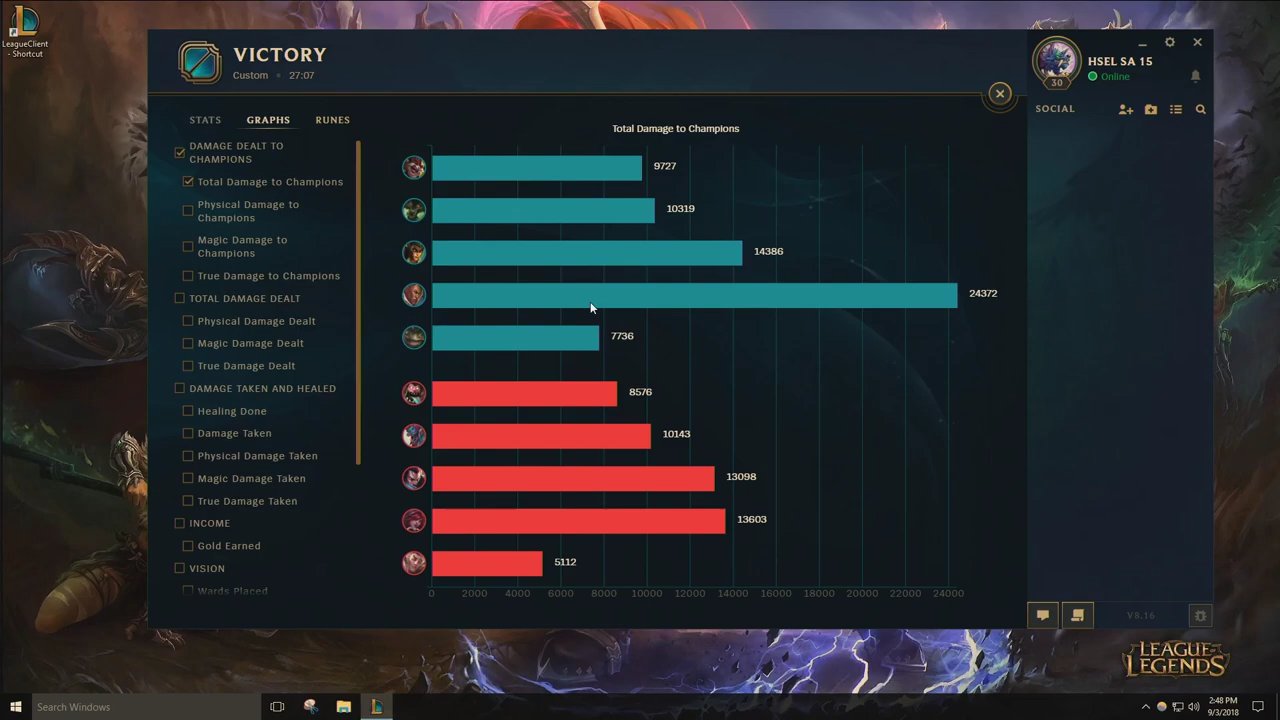 LeagueClient
- Shortcut
VICTORY
Custom • 27:07
30
HSEL SA 15
Online
SOCIAL
STATS GRAPHS RUNES
DAMAGE DEALT TO
CHAMPIONS
Total Damage to Champions
Physical Damage to
Champions
Magic Damage to
Champions
True Damage to Champions
TOTAL DAMAGE DEALT
Physical Damage Dealt
Magic Damage Dealt
True Damage Dealt
DAMAGE TAKEN AND HEALED
Healing Done
Damage Taken
Physical Damage Taken
Magic Damage Taken
True Damage Taken
INCOME
Gold Earned
VISION
Wards Placed
Total Damage to Champions
9727
10319
14386
24372
7736
8576
10143
13098
13603
5112
0 2000 4000 6000 8000 10000 12000 14000 16000 18000 20000 22000 24000
V8.16
LEAGUE OF
LEGENDS
Search Windows
2:48 PM
9/3/2018